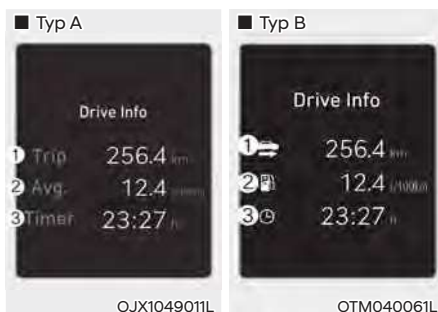 ■ Typ A
Drive Info
1 Trip 256.4 km
2 Avg. 12.4
3 Timer 23:27 h
OJX1049011L
■ Typ B
Drive Info
1 256.4 km
2 12.4 l/100km
3 23:27 h
OTM040061L